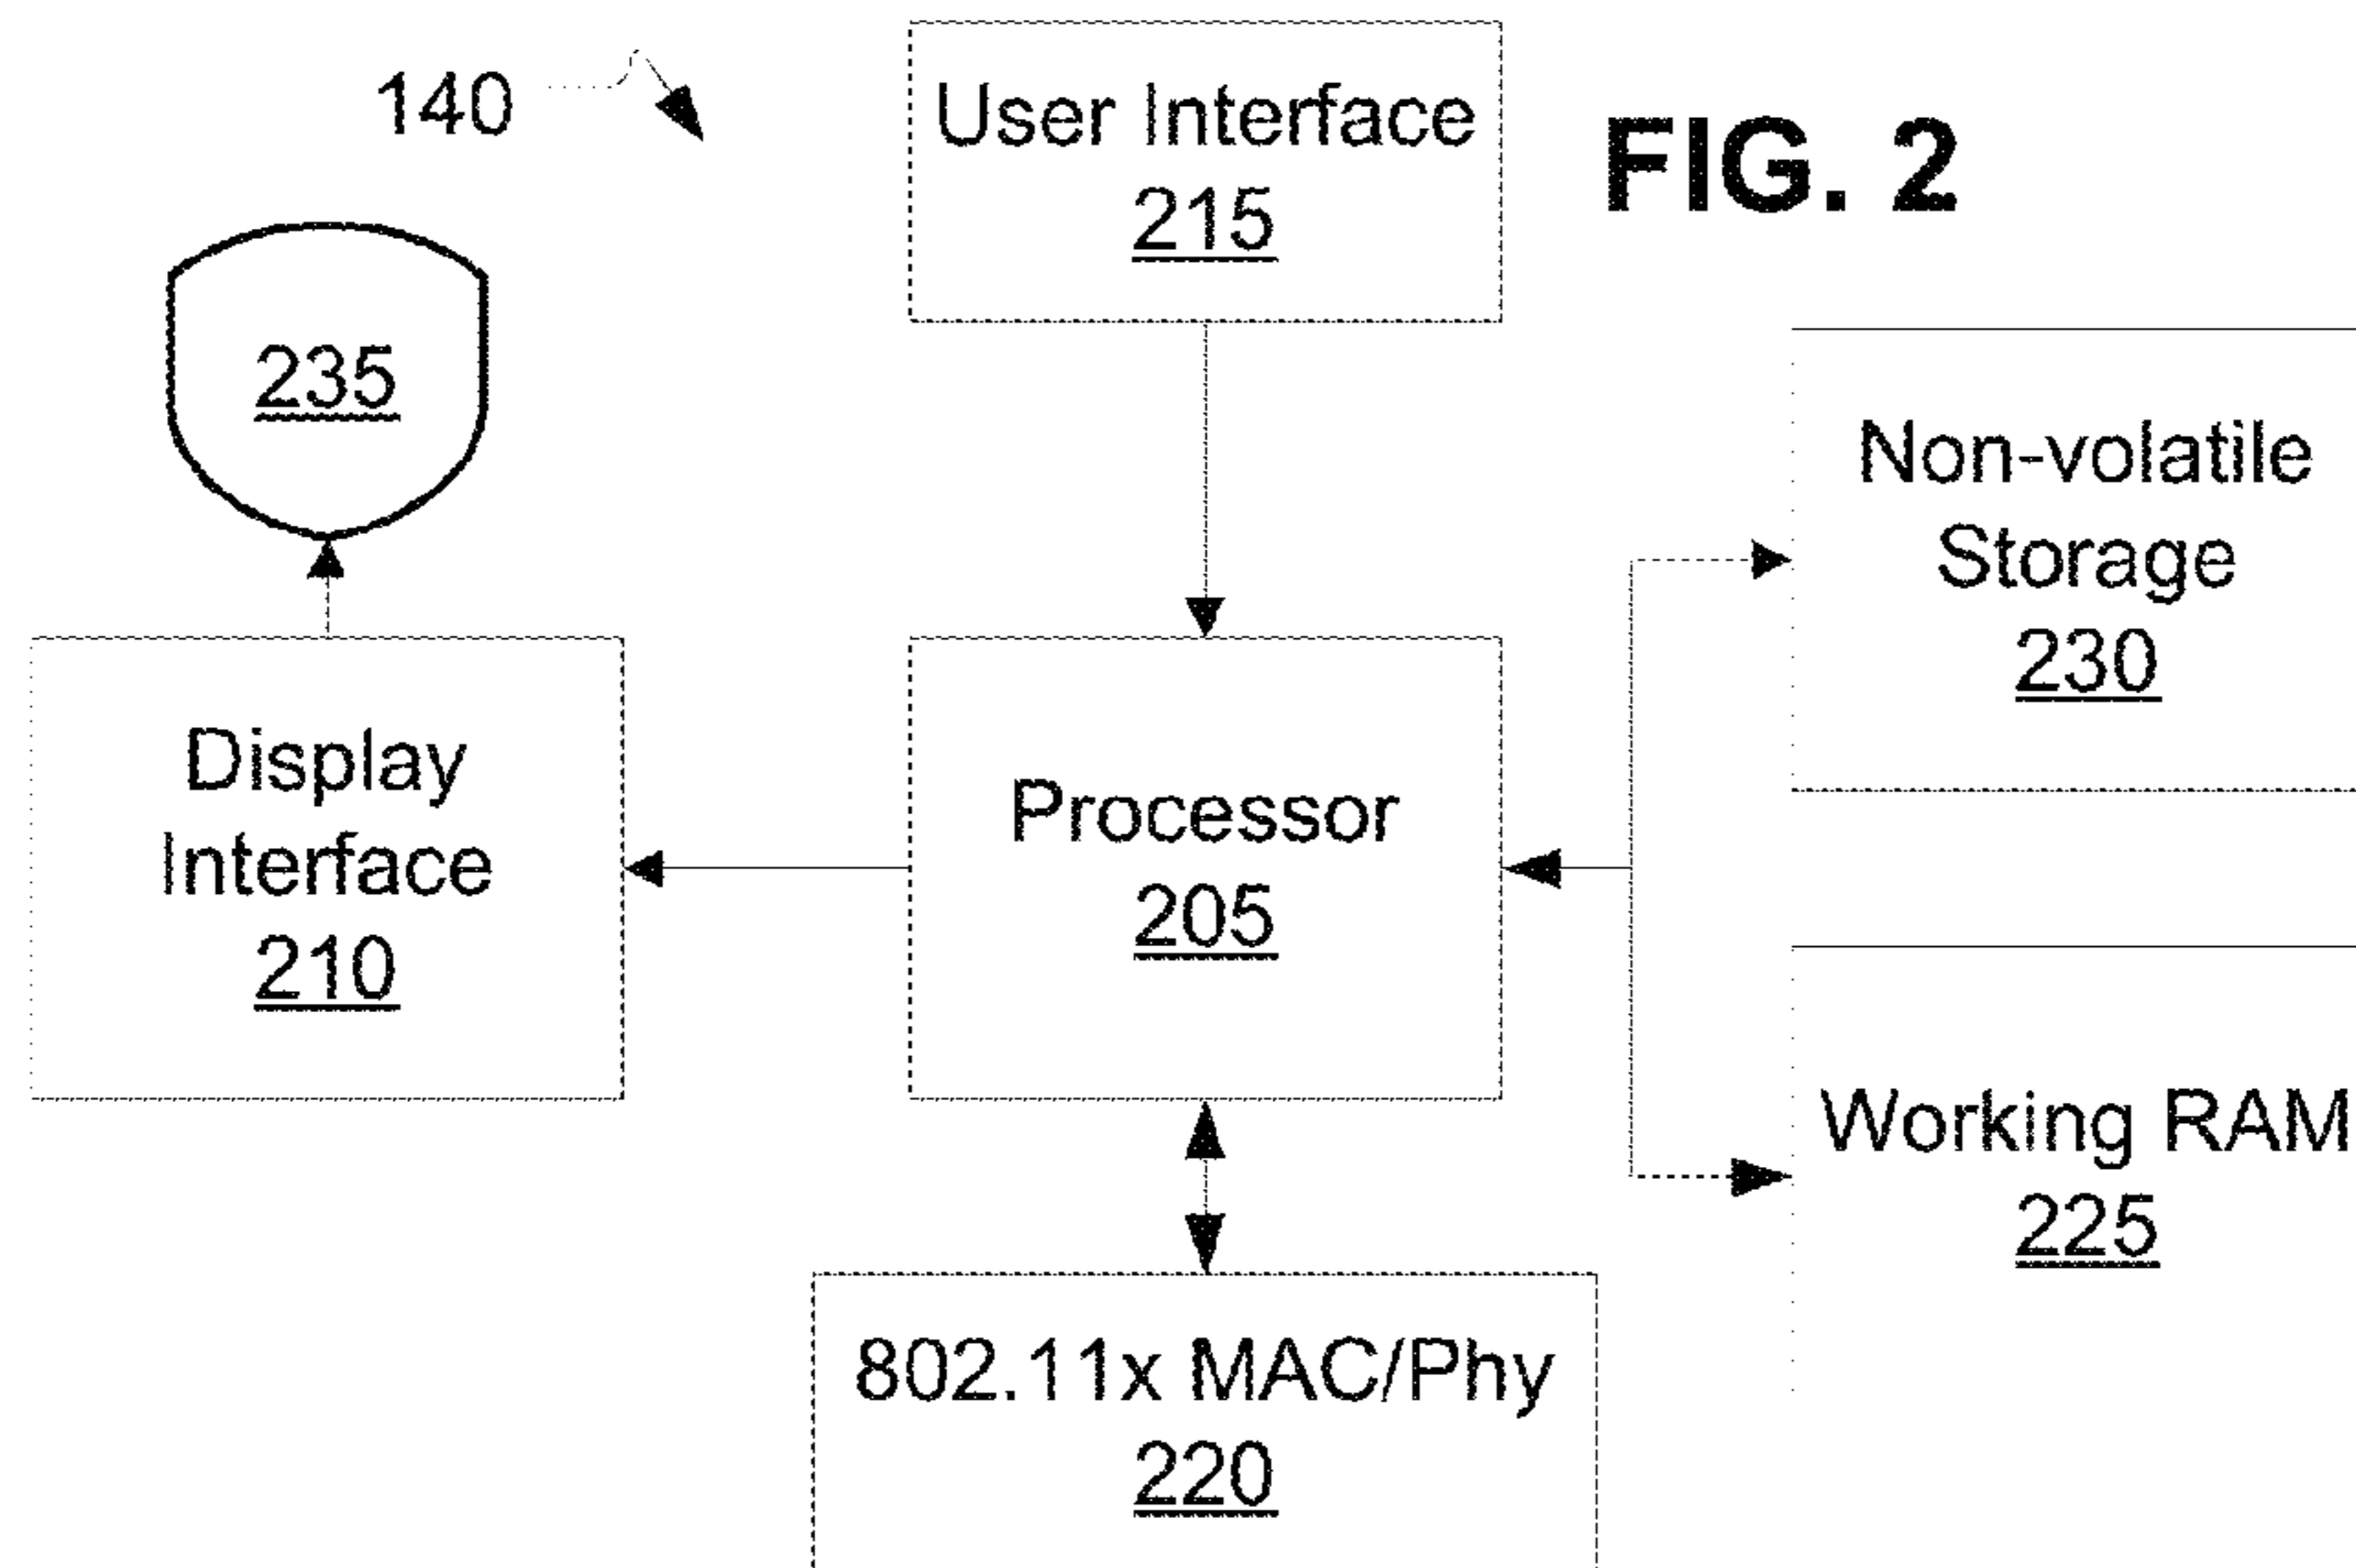 140
User Interface
215
FIG. 2
235
Non-volatile
Storage
230
Display
Interface
210
Processor
205
Working RAM
225
802.11x MAC/Phy
220